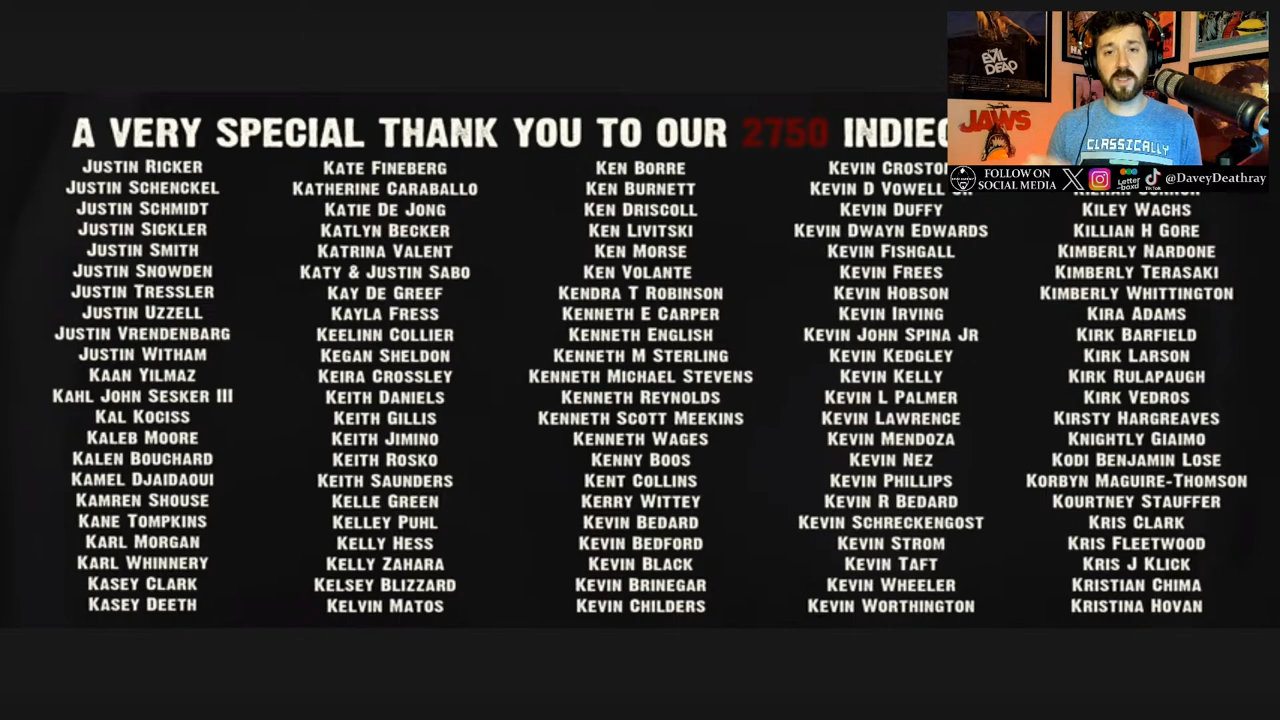 A VERY SPECIAL THANK YOU TO OUR 2750
JUSTIN RICKER
JUSTIN SCHENCKEL
JUSTIN SCHMIDT
JUSTIN SICKLER
JUSTIN SMITH
JUSTIN SNOWDEN
JUSTIN TRESSLER
JUSTIN UZZELL
JUSTIN VRENDENBARG
JUSTIN WITHAM
KAAN YILMAZ
KAHL JOHN SESKER III
KAL KOCISS
KALEB MOORE
KALEN BOUCHARD
KAMEL DJAIDAOUI
KAMREN SHOUSE
KANE TOMPKINS
KARL MORGAN
KARL WHINNERY
KASEY CLARK
KASEY DEETH
KATE FINEBERG
KATHERINE CARABALLO
KATIE DE JONG
KATLYN BECKER
KATRINA VALENT
KATY & JUSTIN SABO
KAY DE GREEF
KAYLA FRESS
KEELINN COLLIER
KEGAN SHELDON
KEIRA CROSSLEY
KEITH DANIELS
KEITH GILLIS
KEITH JIMINO
KEITH ROSKO
KEITH SAUNDERS
KELLE GREEN
KELLEY PUHL
KELLY HESS
KELLY ZAHARA
KELSEY BLIZZARD
KELVIN MATOS
KEN BORRE
KEN BURNETT
KEN DRISCOLL
KEN LIVITSKI
KEN MORSE
KEN VOLANTE
KENDRA T ROBINSON
KENNETH E CARPER
KENNETH ENGLISH
KENNETH M STERLING
KENNETH MICHAEL STEVENS
KENNETH REYNOLDS
KENNETH SCOTT MEEKINS
KENNETH WAGES
KENNY BOOS
KENT COLLINS
KERRY WITTEY
KEVIN BEDARD
KEVIN BEDFORD
KEVIN BLACK
KEVIN BRINEGAR
KEVIN CHILDERS
KEVIN
KEVIN D VOWELL
KEVIN DUFFY
KEVIN DWAYN EDWARDS
KEVIN FISHGALL
KEVIN FREES
KEVIN HOBSON
KEVIN IRVING
KEVIN JOHN SPINA JR
KEVIN KEDGLEY
KEVIN KELLY
KEVIN L PALMER
KEVIN LAWRENCE
KEVIN MENDOZA
KEVIN NEZ
KEVIN PHILLIPS
KEVIN R BEDARD
KEVIN SCHRECKENGOST
KEVIN STROM
KEVIN TAFT
KEVIN WHEELER
KEVIN WORTHINGTON
KILEY WACHS
KILLIAN H GORE
KIMBERLY NARDONE
KIMBERLY TERASAKI
KIMBERLY WHITTINGTON
KIRA ADAMS
KIRK BARFIELD
KIRK LARSON
KIRK RULAPAUGH
KIRK VEDROS
KIRSTY HARGREAVES
KNIGHTLY GIAIMO
KODI BENJAMIN LOSE
KORBYN MAGUIRE-THOMSON
KOURTNEY STAUFFER
KRIS CLARK
KRIS FLEETWOOD
KRIS J KLICK
KRISTIAN CHIMA
KRISTINA HOVAN
THE EVIL DEAD
JAWS
CLASSICALLY
FOLLOW ON
SOCIAL MEDIA
Letterboxd
TikTok
@DaveyDeathray